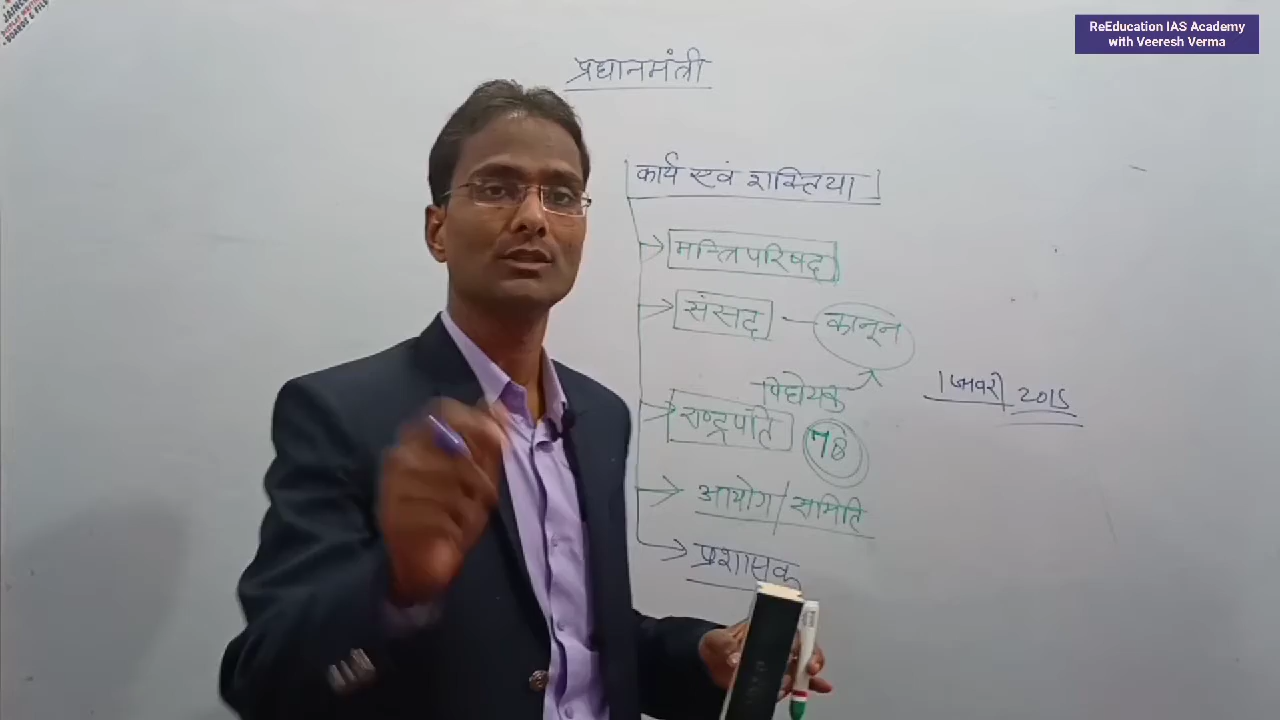 ReEducation IAS Academy
with Veeresh Verma
प्रधानमंत्री
कार्य एवं शक्तिया
मन्त्रिपरिषद
संसद — कानून
विधेयक
1 जनवरी 2015
राष्ट्रपति 78
आयोग / समिति
प्रशासक